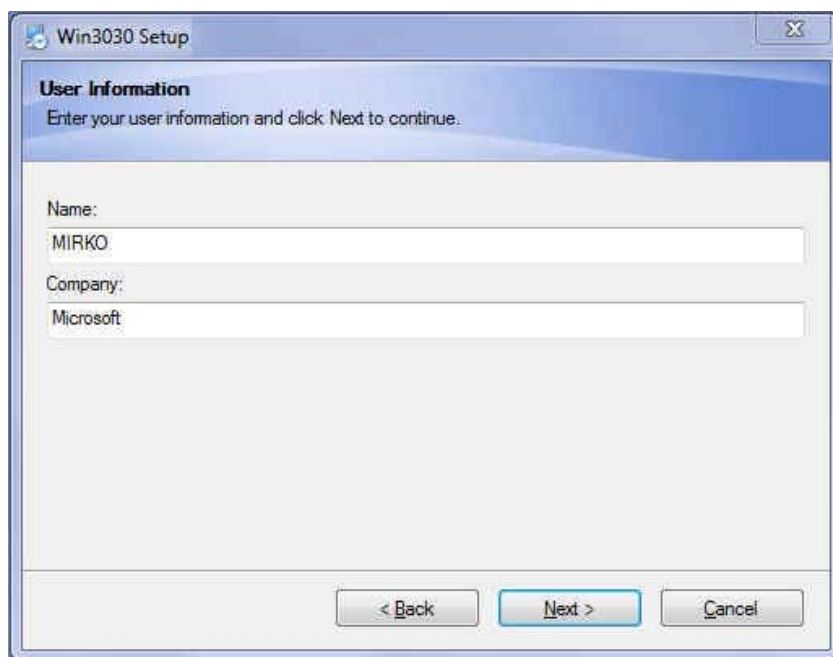 Win3030 Setup
User Information
Enter your user information and click Next to continue.
Name:
MIRKO
Company:
Microsoft
< Back Next > Cancel